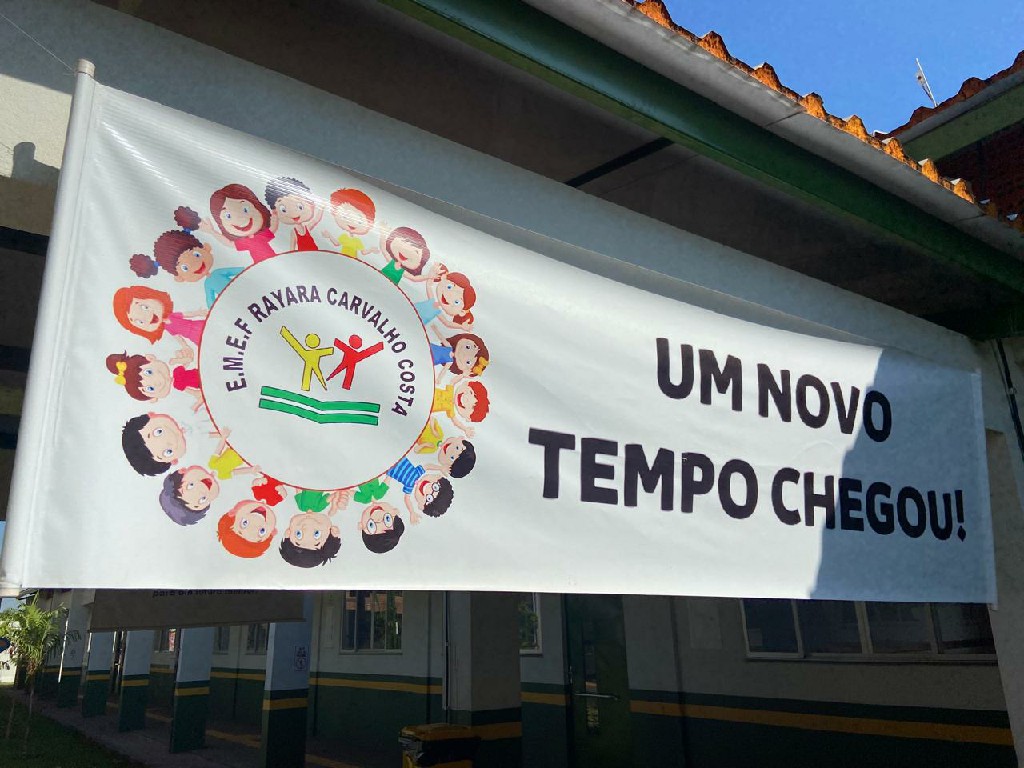 E.M.E.F RAYARA CARVALHO COSTA
UM NOVO
TEMPO CHEGOU!